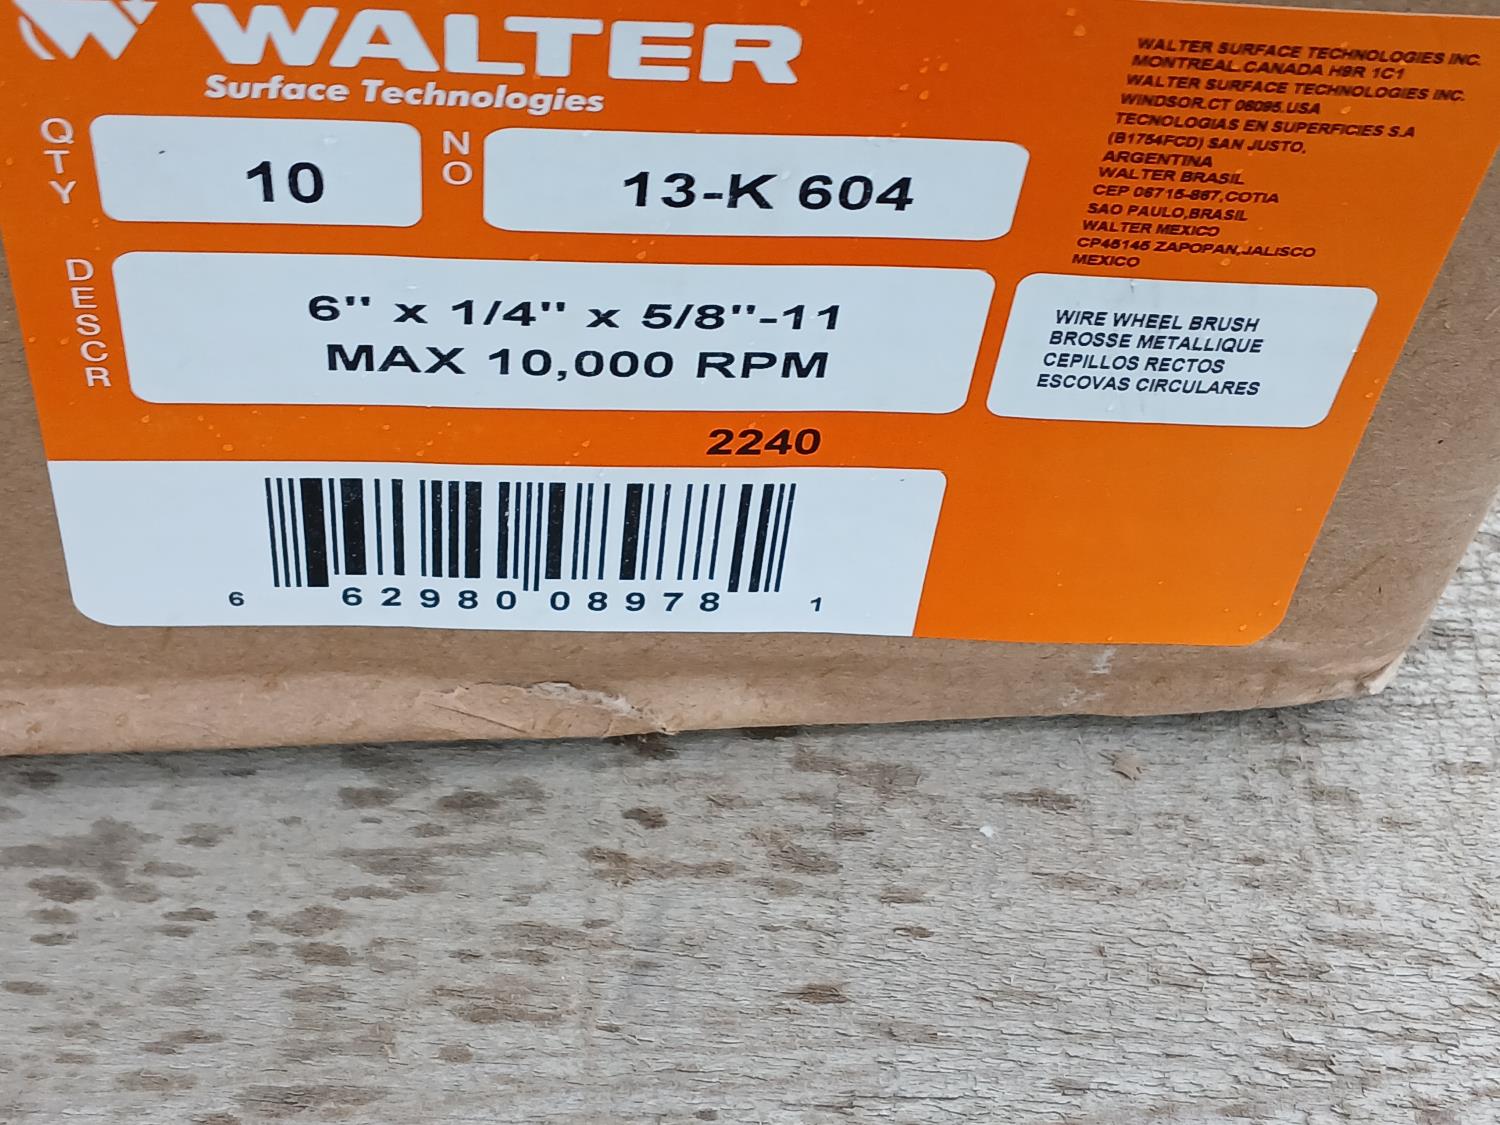 WALTER
Surface Technologies
QTY
10
NO
13-K 604
DESCR
6" x 1/4" x 5/8"-11
MAX 10,000 RPM
WALTER SURFACE TECHNOLOGIES INC.
MONTREAL.CANADA H9R 1C1
WALTER SURFACE TECHNOLOGIES INC.
WINDSOR.CT 06095.USA
TECNOLOGIAS EN SUPERFICIES S.A
(B1754FCD) SAN JUSTO,
ARGENTINA
WALTER BRASIL
CEP 06715-867,COTIA
SAO PAULO,BRASIL
WALTER MEXICO
CP45145 ZAPOPAN,JALISCO
MEXICO
WIRE WHEEL BRUSH
BROSSE METALLIQUE
CEPILLOS RECTOS
ESCOVAS CIRCULARES
2240
6 62980 08978 1